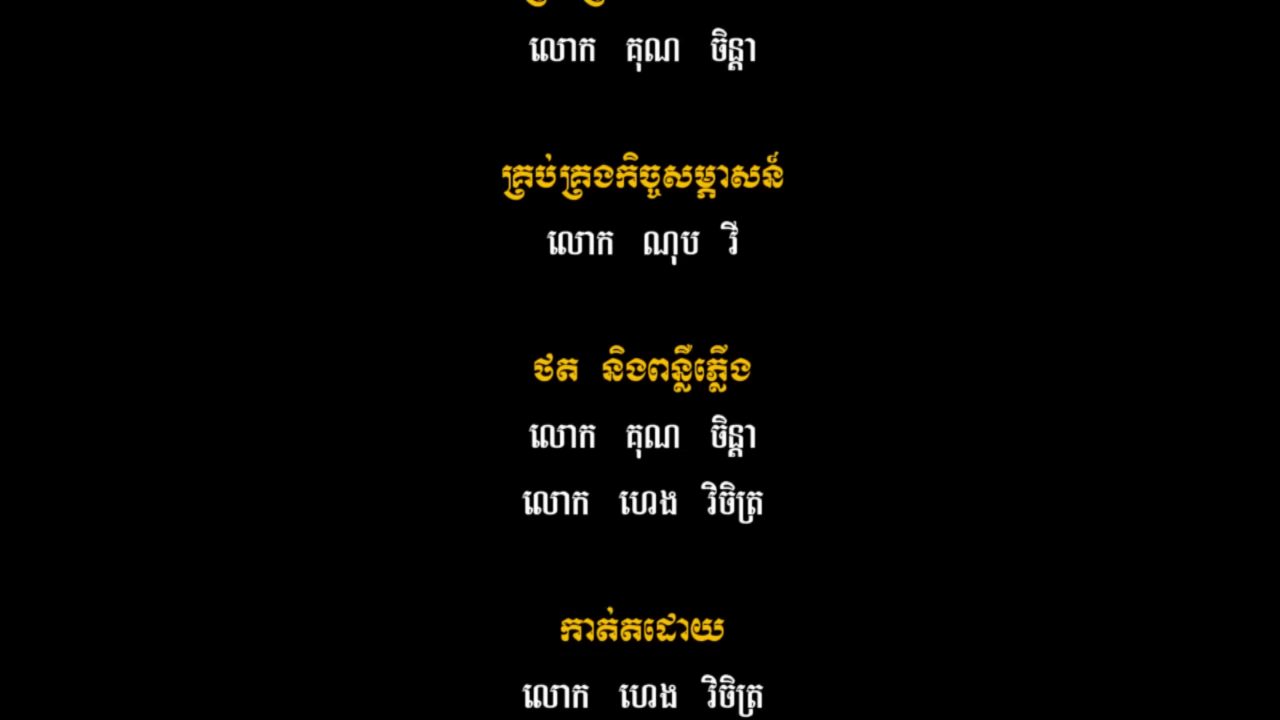 លោក គុណ ចិន្តា
គ្រប់គ្រងកិច្ចសម្ភាសន៍
លោក ណុប វី
ថត និងពន្លឺភ្លើង
លោក គុណ ចិន្តា
លោក ហេង វិចិត្រ
កាត់តដោយ
លោក ហេង វិចិត្រ